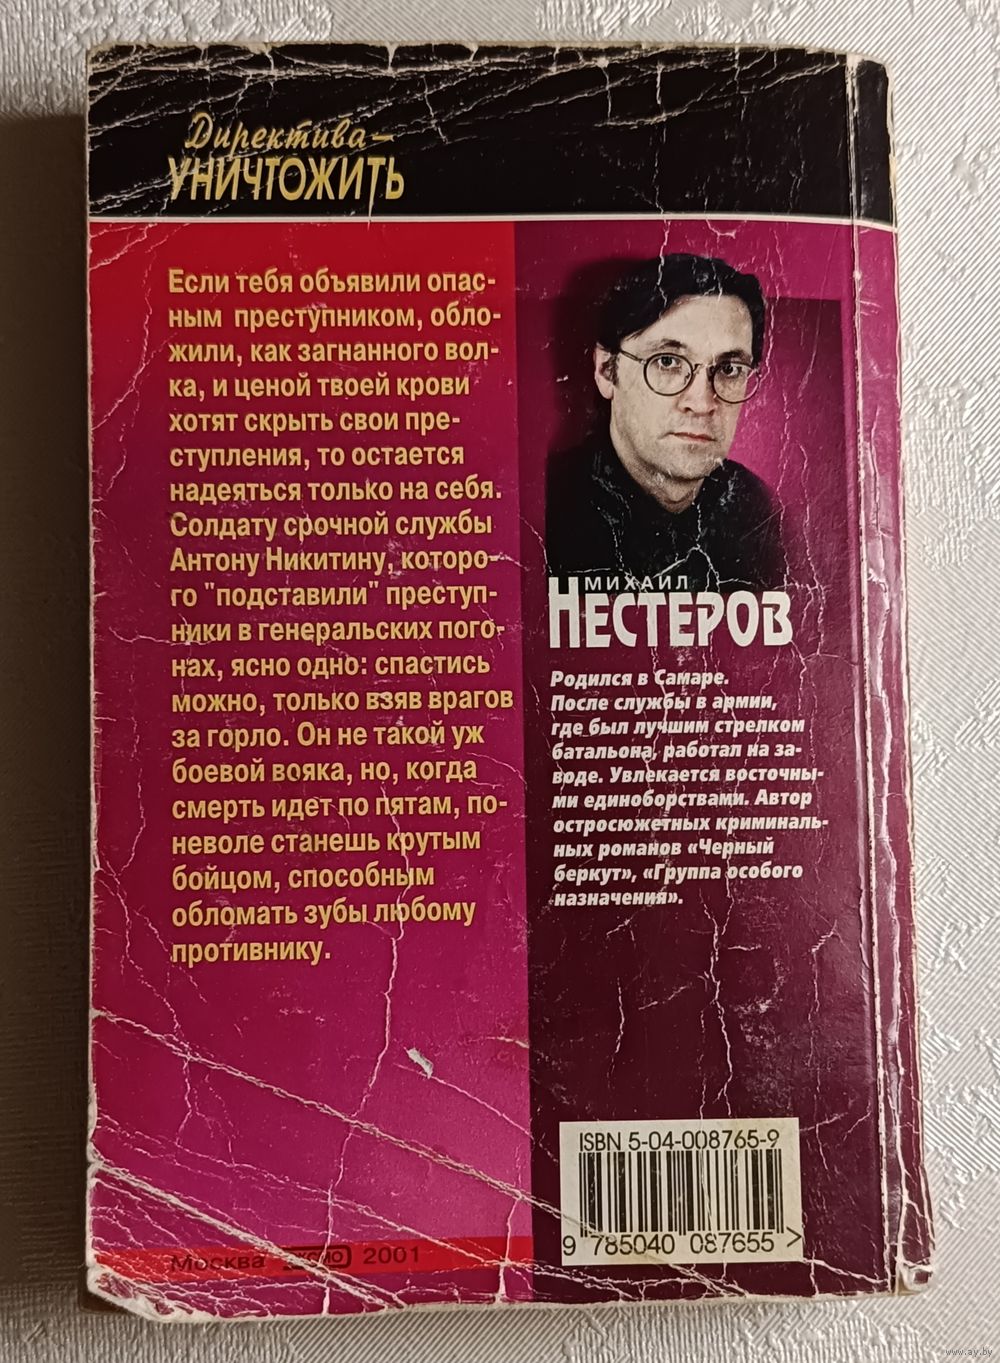 Директива —
УНИЧТОЖИТЬ
Если тебя объявили опас-
ным преступником, обло-
жили, как загнанного вол-
ка, и ценой твоей крови
хотят скрыть свои пре-
ступления, то остается
надеяться только на себя.
Солдату срочной службы
Антону Никитину, которо-
го "подставили" преступ-
ники в генеральских пого-
нах, ясно одно: спастись
можно, только взяв врагов
за горло. Он не такой уж
боевой вояка, но, когда
смерть идет по пятам, по-
неволе станешь крутым
бойцом, способным
обломать зубы любому
противнику.
МИХАИЛ
НЕСТЕРОВ
Родился в Самаре.
После службы в армии,
где был лучшим стрелком
батальона, работал на за-
воде. Увлекается восточны-
ми единоборствами. Автор
остросюжетных криминаль-
ных романов «Черный
беркут», «Группа особого
назначения».
ISBN 5-04-008765-9
9 785040 087655 >
Москва ЭКСМО 2001
www.ay.by